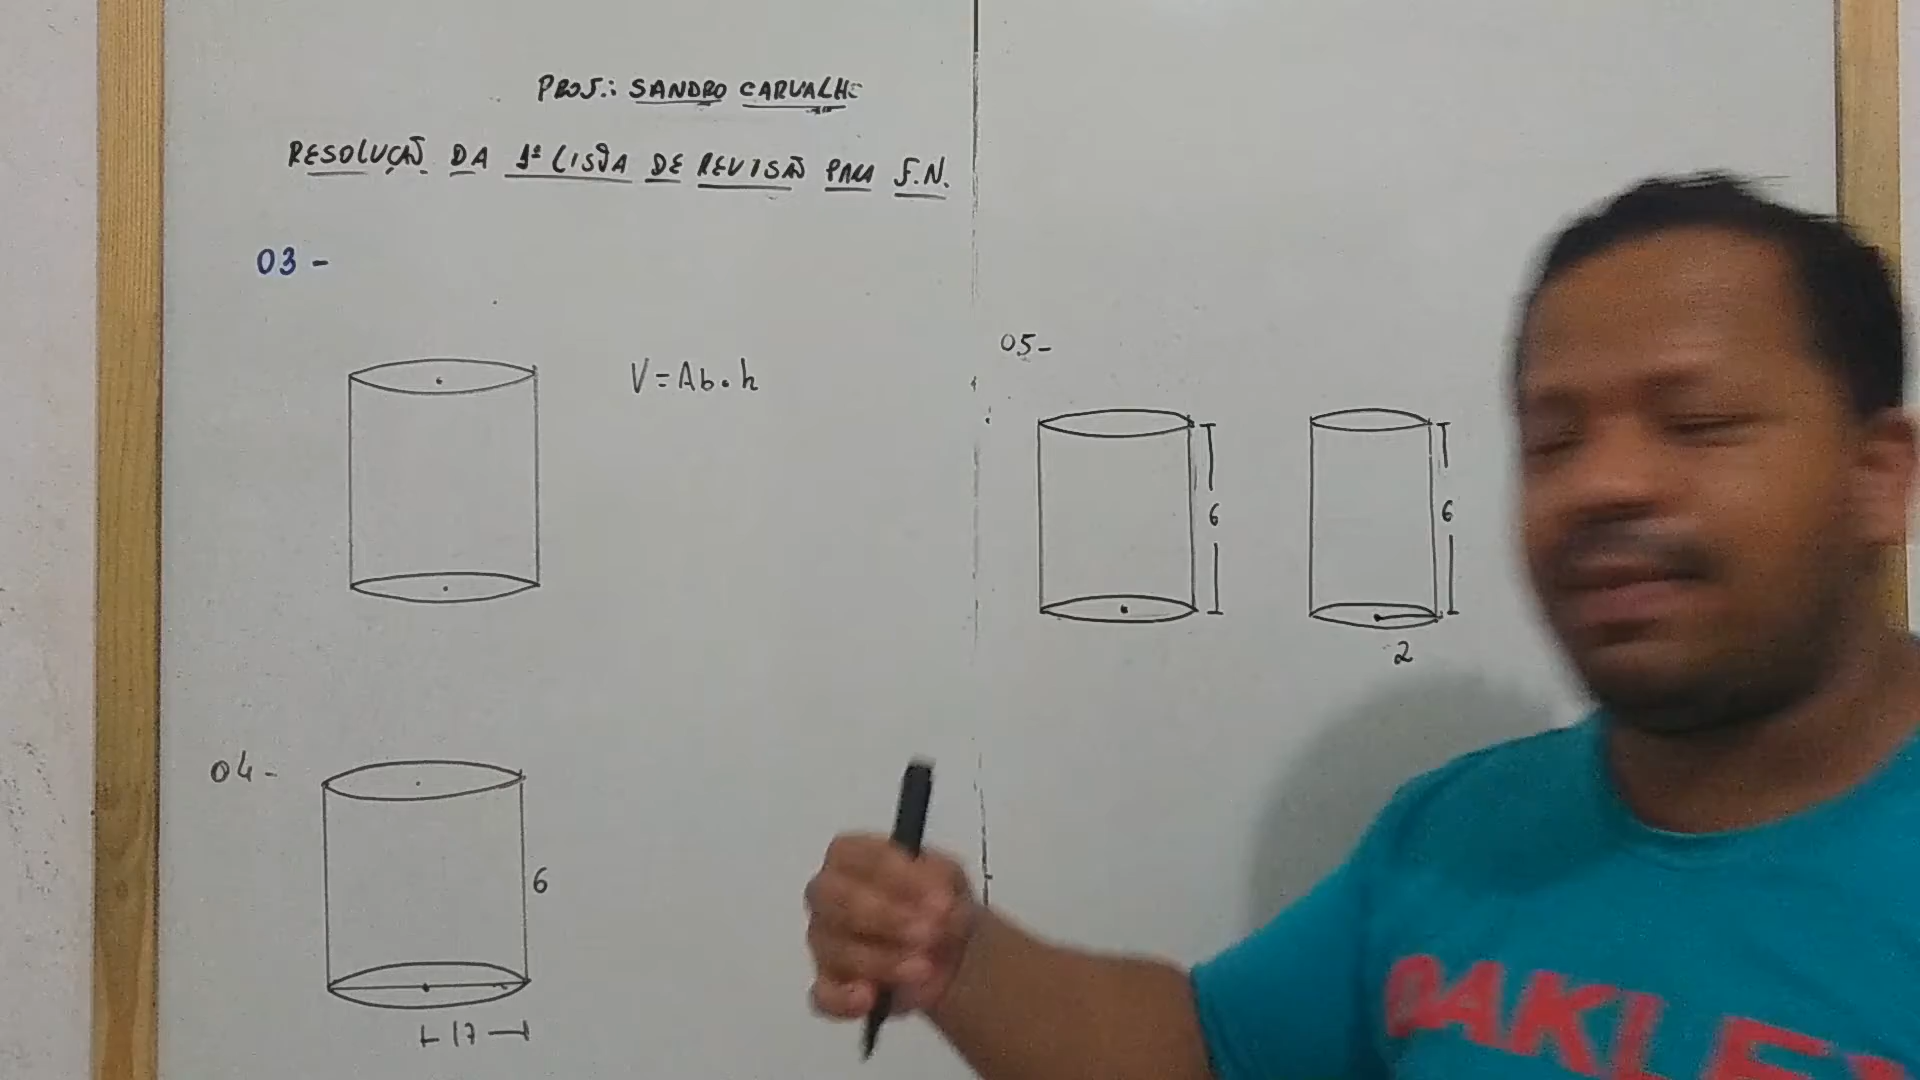 PROF.: SANDRO CARVALHO
RESOLUÇÃO DA 1ª LISTA DE REVISÃO PARA F.N.
03-
V = Ab . h
04-
6
17
05-
6
6
2
OAKLEY